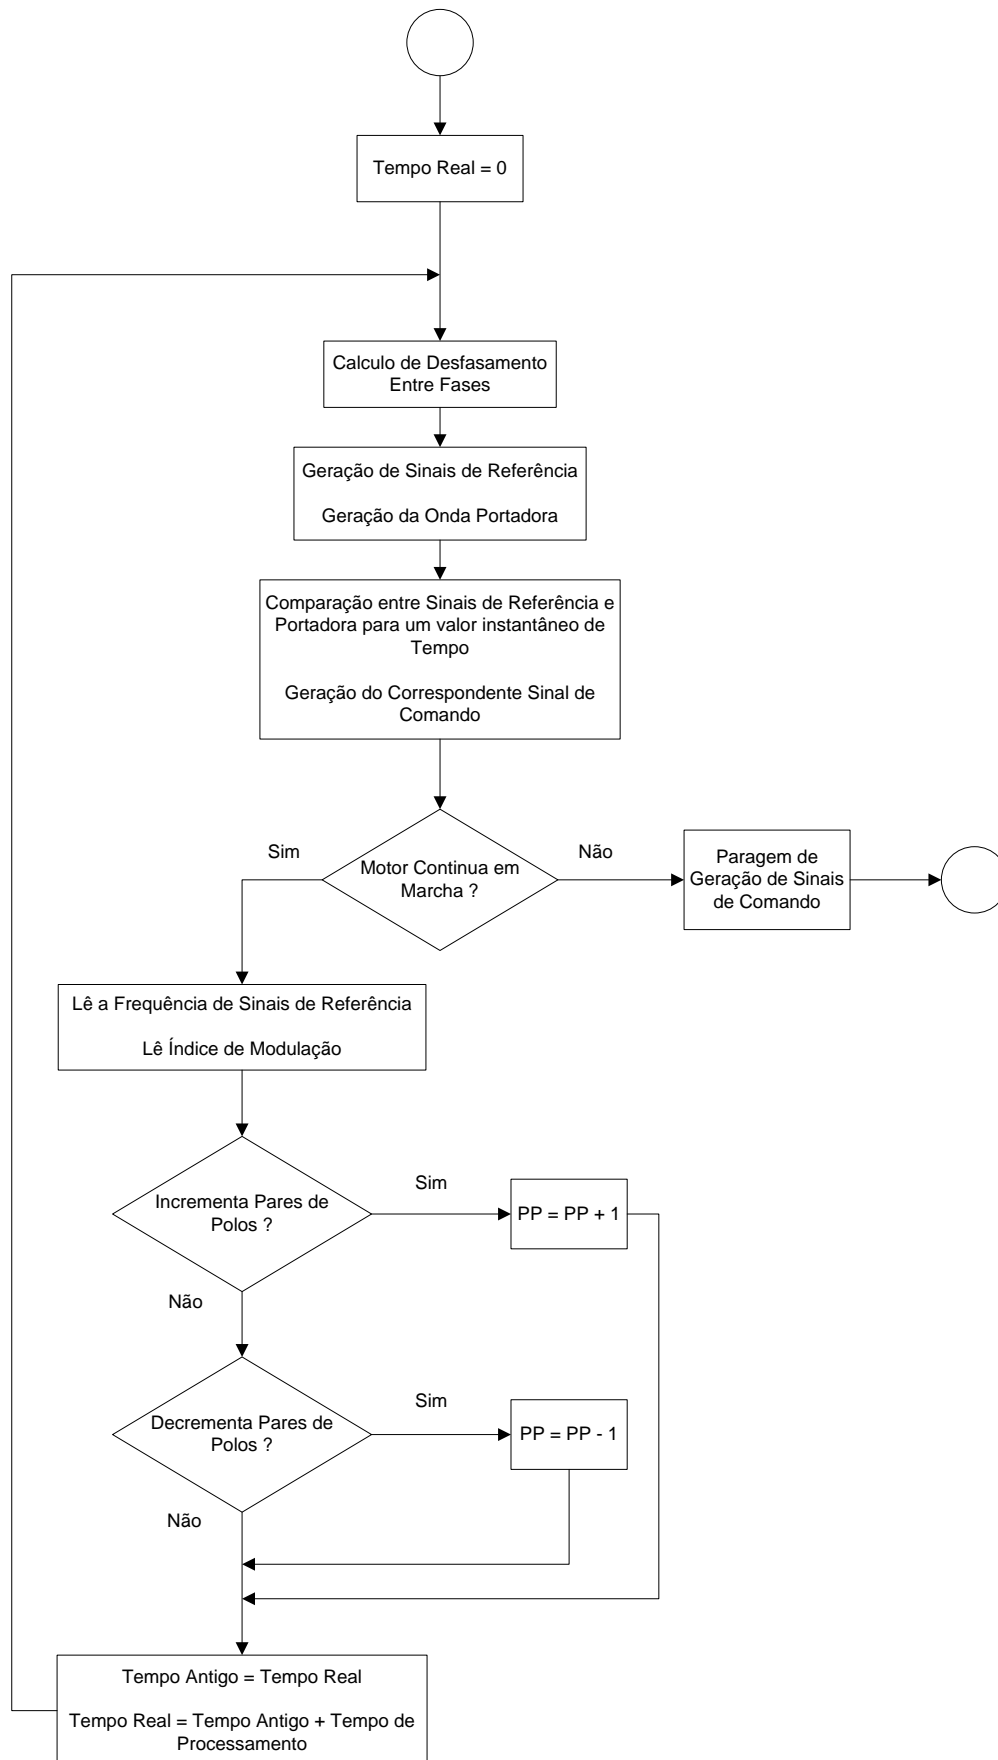 Tempo Real = 0
Calculo de Desfasamento
Entre Fases
Geração de Sinais de Referência
Geração da Onda Portadora
Comparação entre Sinais de Referência e
Portadora para um valor instantâneo de
Tempo
Geração do Correspondente Sinal de
Comando
Sim
Motor Continua em
Marcha ?
Não
Paragem de
Geração de Sinais
de Comando
Lê a Frequência de Sinais de Referência
Lê Índice de Modulação
Incrementa Pares de
Polos ?
Sim
PP = PP + 1
Não
Decrementa Pares de
Polos ?
Sim
PP = PP - 1
Não
Tempo Antigo = Tempo Real
Tempo Real = Tempo Antigo + Tempo de
Processamento